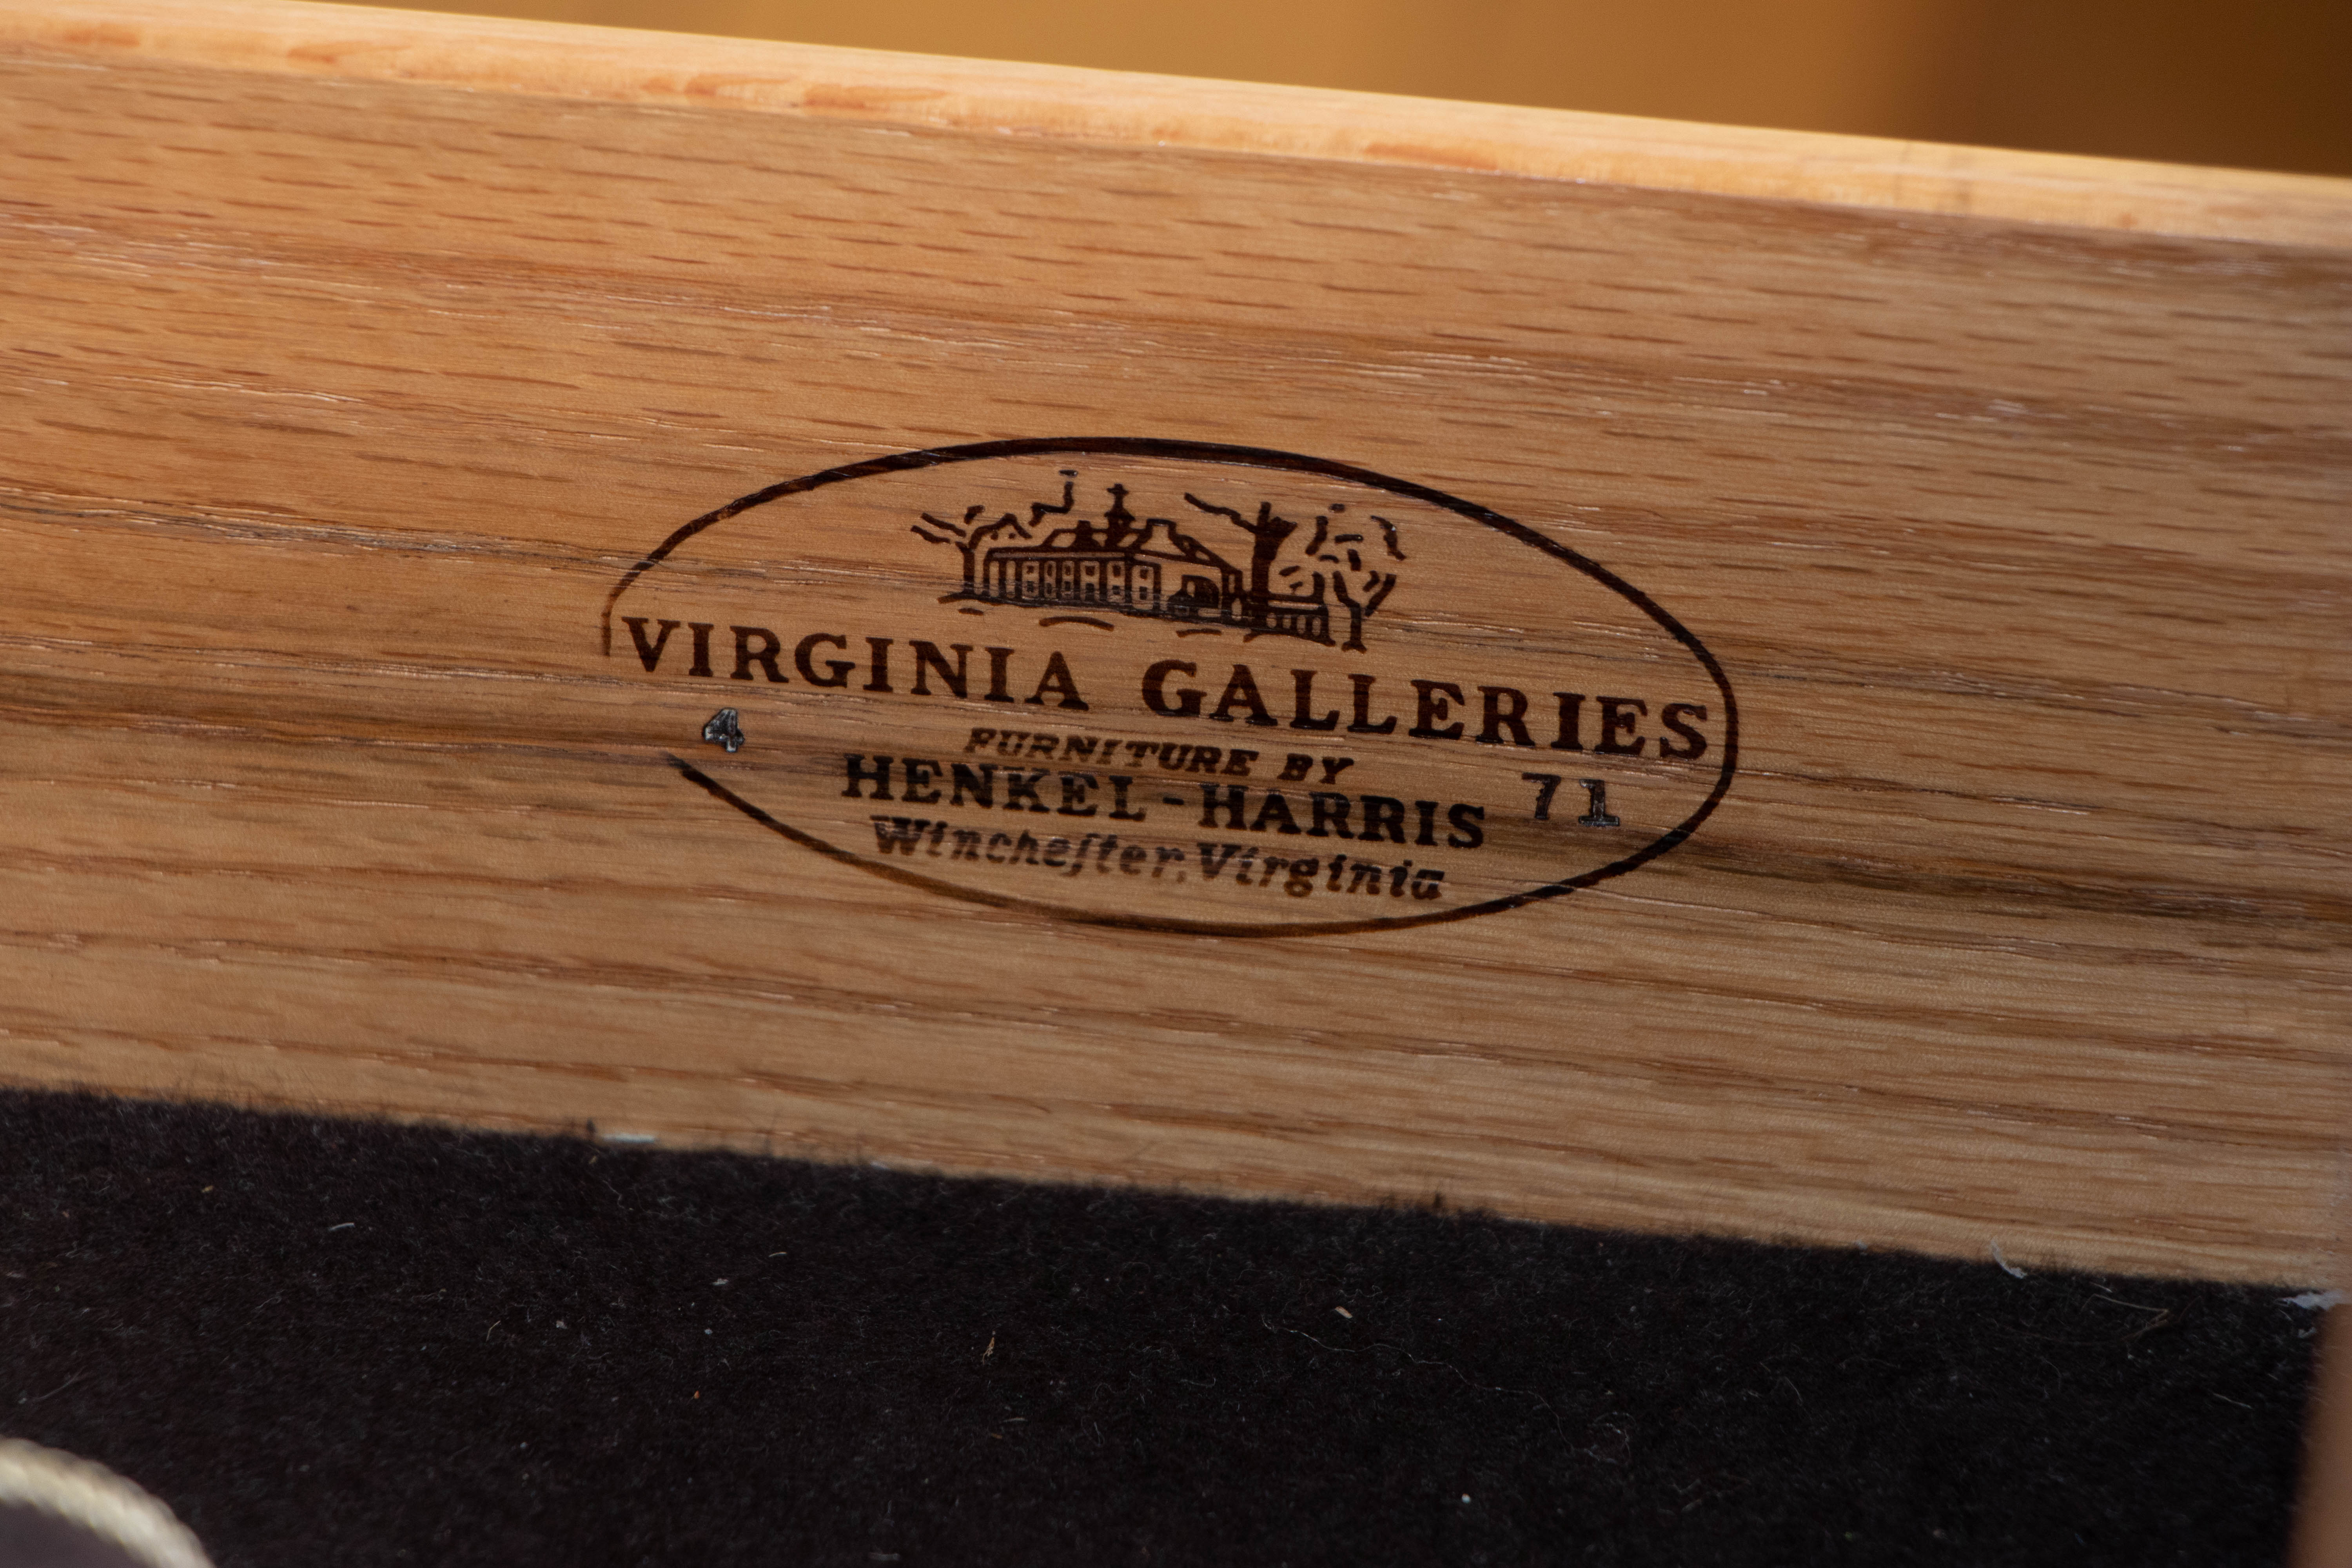 VIRGINIA GALLERIES
4 FURNITURE BY
HENKEL-HARRIS 71
Wincheſter, Virginia